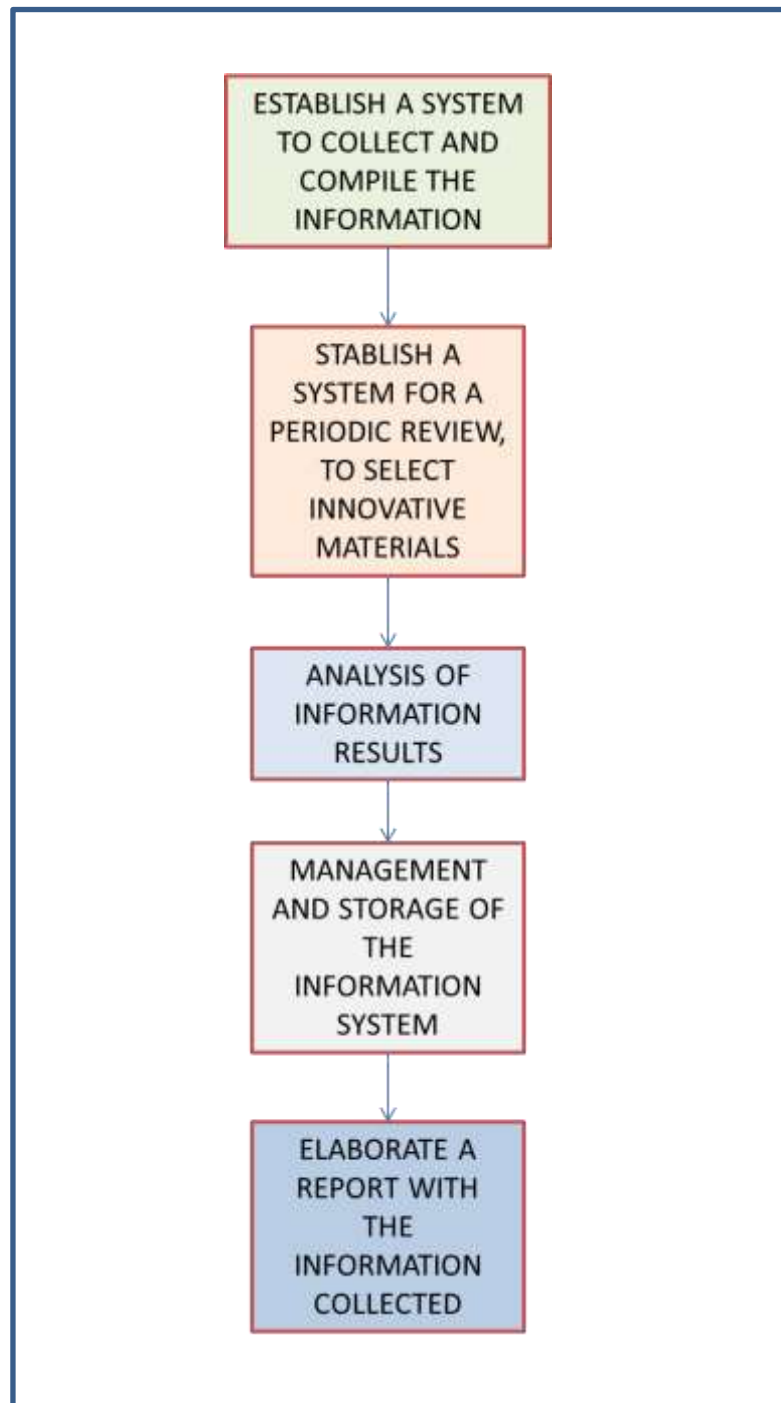 ESTABLISH A SYSTEM
TO COLLECT AND
COMPILE THE
INFORMATION
STABLISH A
SYSTEM FOR A
PERIODIC REVIEW,
TO SELECT
INNOVATIVE
MATERIALS
ANALYSIS OF
INFORMATION
RESULTS
MANAGEMENT
AND STORAGE OF
THE
INFORMATION
SYSTEM
ELABORATE A
REPORT WITH
THE
INFORMATION
COLLECTED